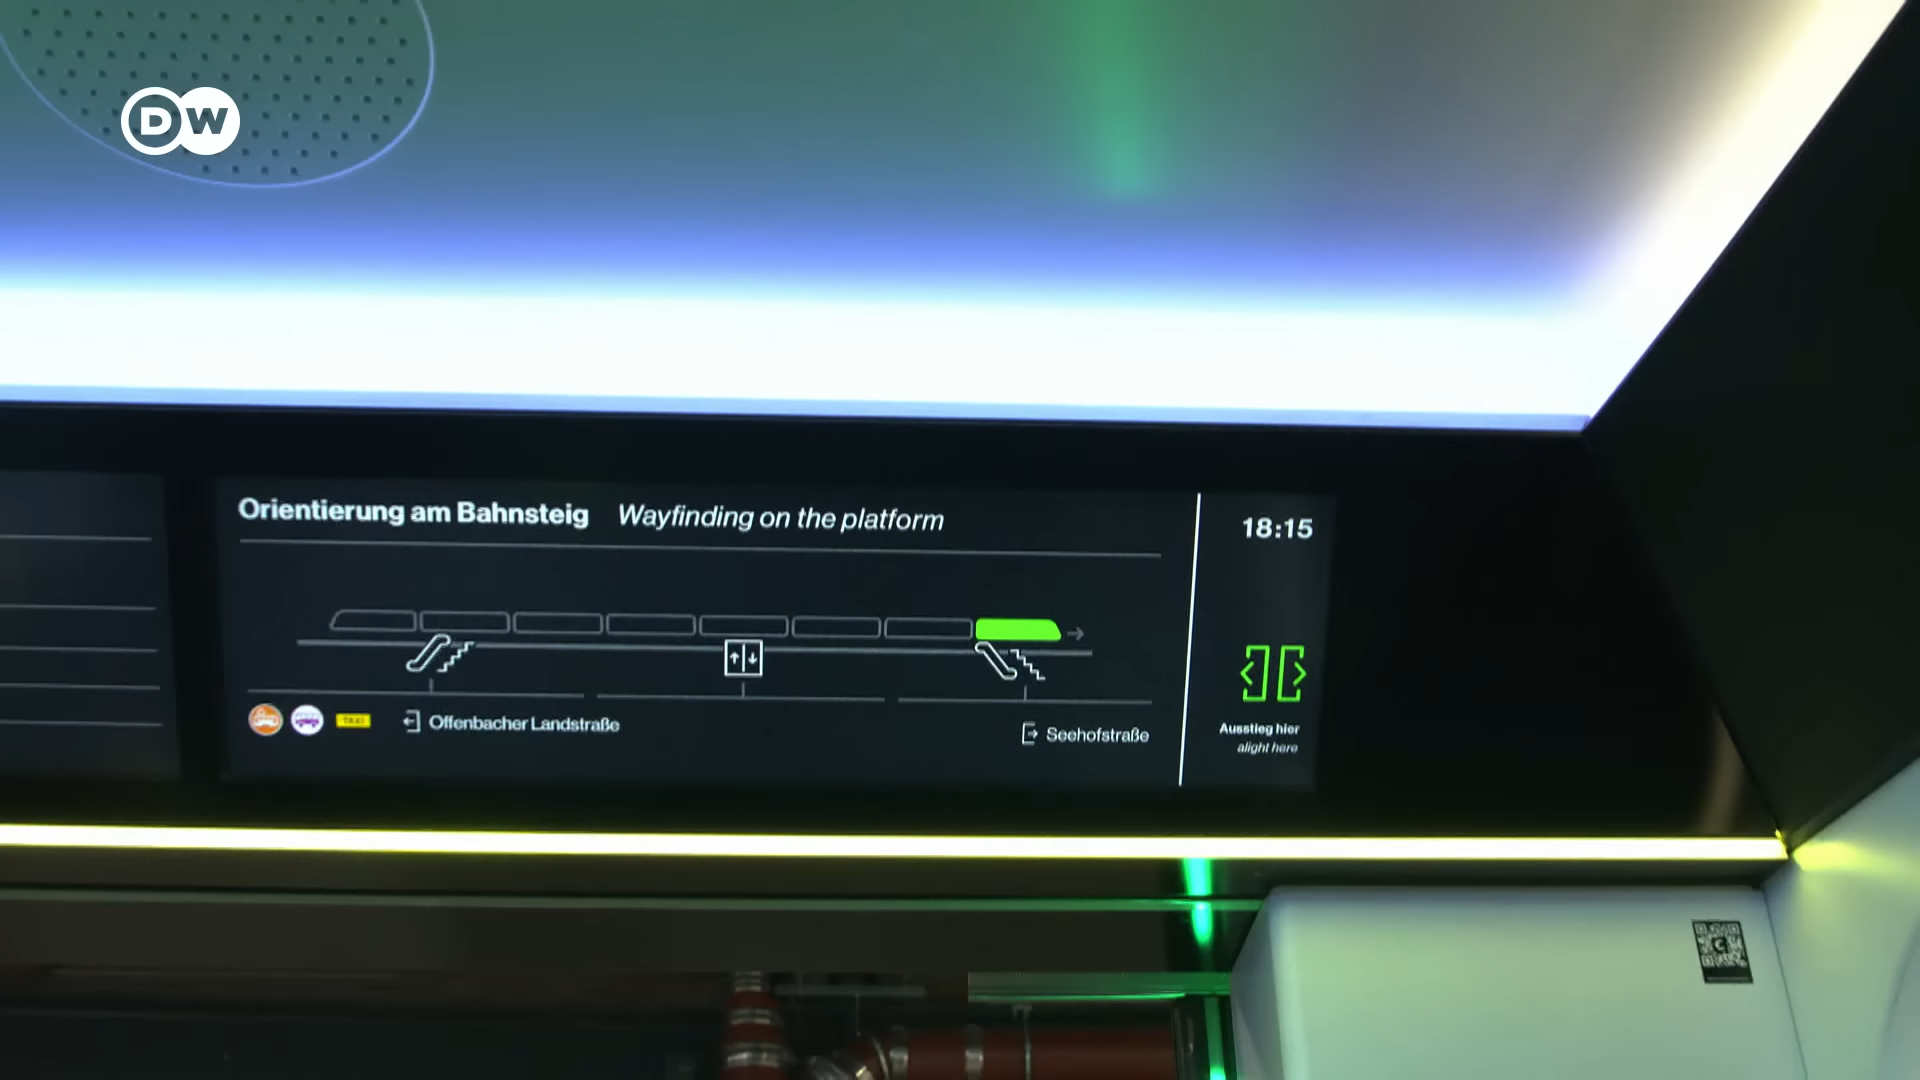 DW
Orientierung am Bahnsteig Wayfinding on the platform
18:15
TAXI
Offenbacher Landstraße
Seehofstraße
Ausstieg hier
alight here